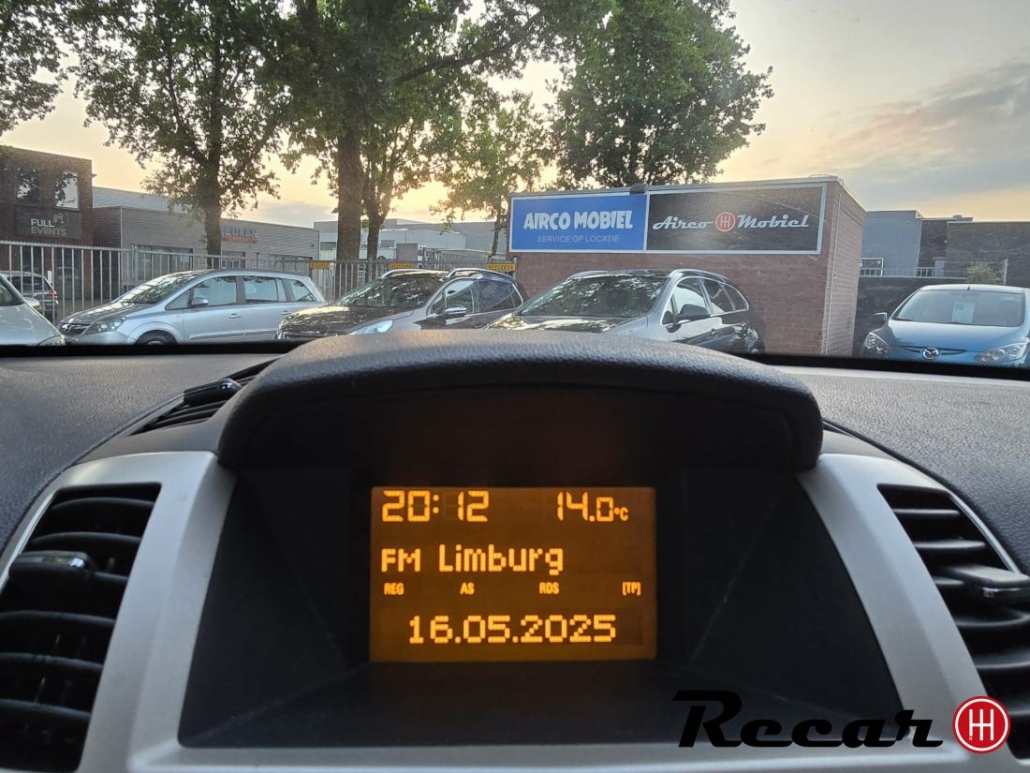 FULL
EVENTS
AIRCO MOBIEL
SERVICE OP LOCATIE
Airco Mobiel
20:12 14.0°C
FM Limburg
REG AS RDS [TP]
16.05.2025
Recar